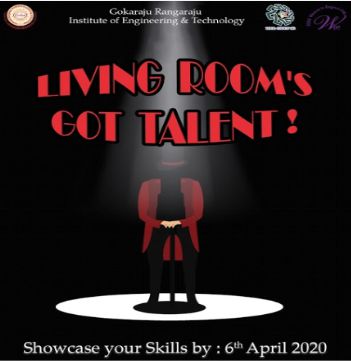 Gokaraju Rangaraju
Institute of Engineering & Technology
LIVING ROOM's
GOT TALENT!
Showcase your Skills by : 6th April 2020